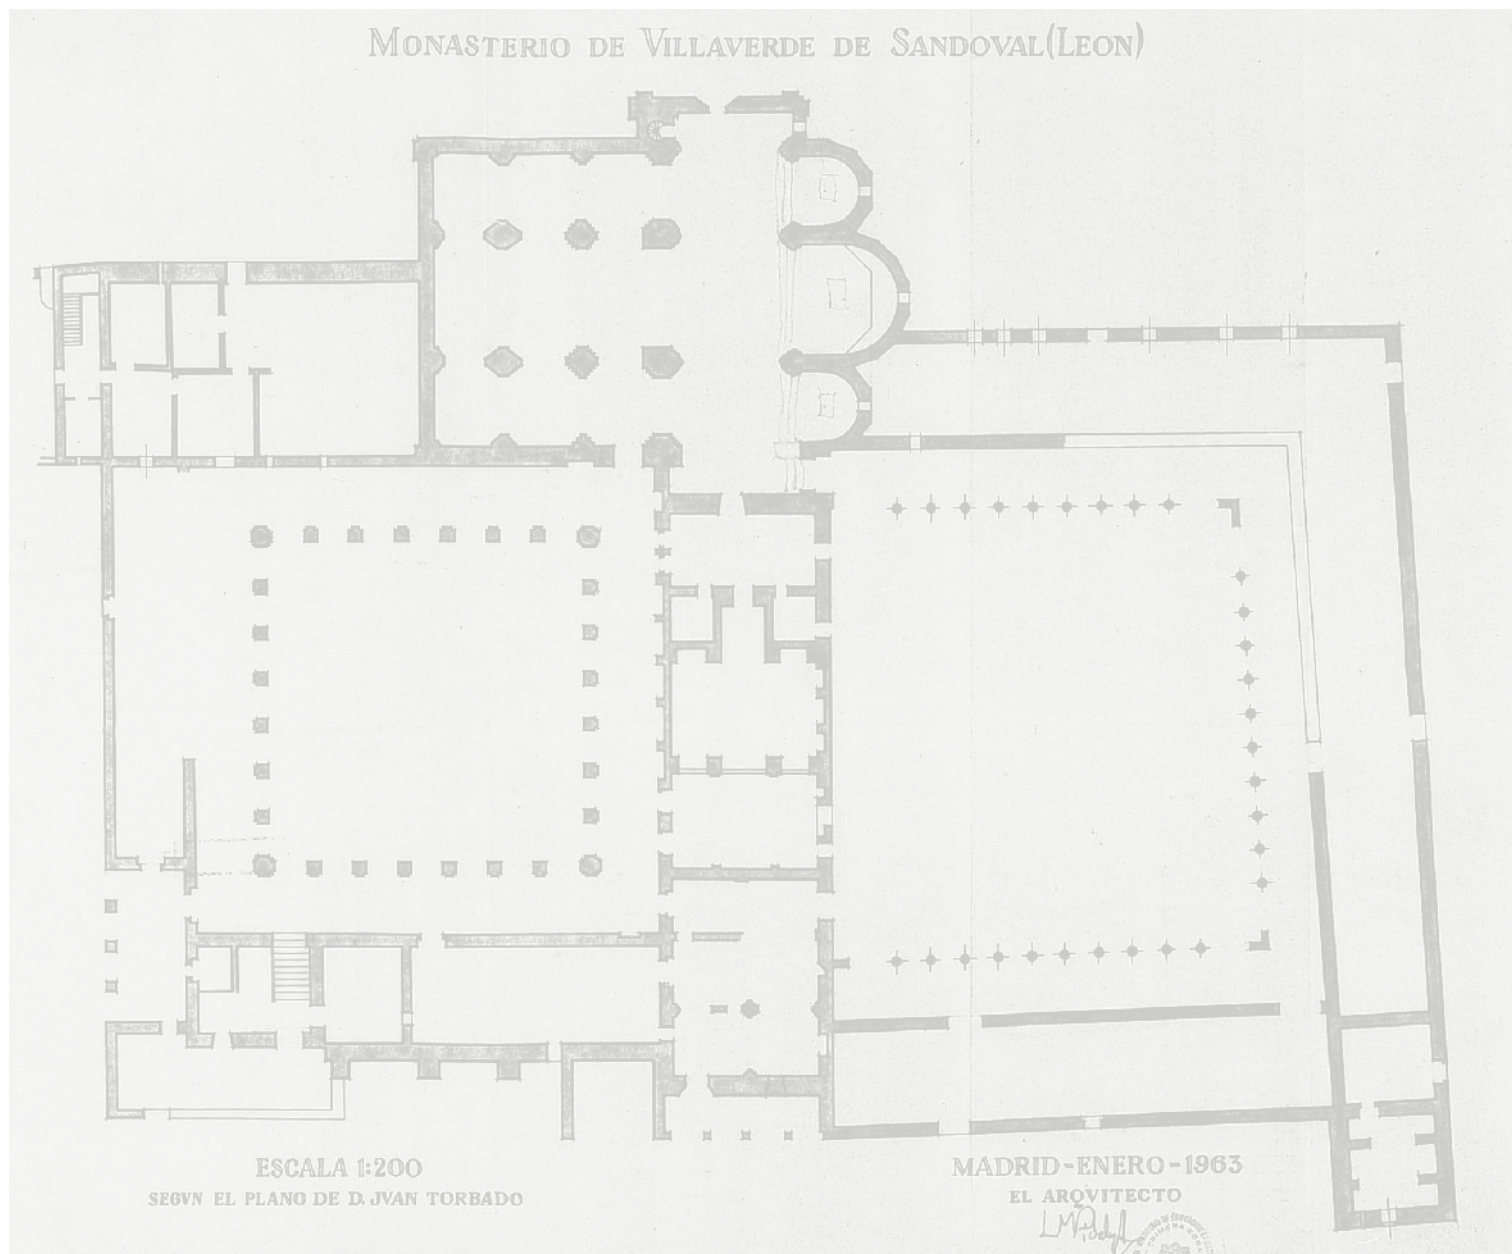 MONASTERIO DE VILLAVERDE DE SANDOVAL (LEON)
ESCALA 1:200
SEGVN EL PLANO DE D. JVAN TORBADO
MADRID-ENERO-1963
EL ARQVITECTO